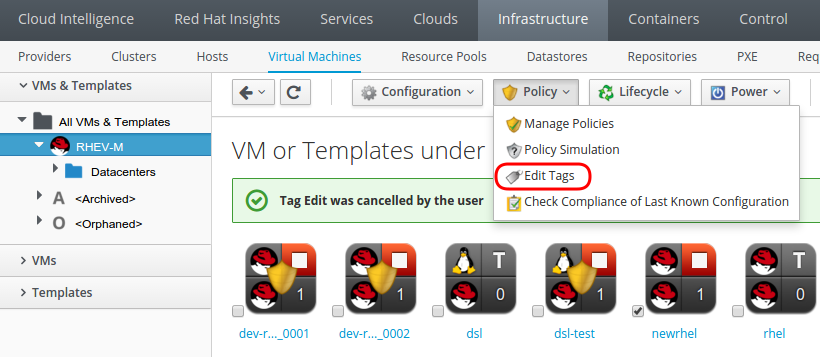 Cloud Intelligence Red Hat Insights Services Clouds Infrastructure Containers Control
Providers Clusters Hosts Virtual Machines Resource Pools Datastores Repositories PXE Req
VMs & Templates
Configuration Policy Lifecycle Power
All VMs & Templates
RHEV-M
Datacenters
A <Archived>
O <Orphaned>
VMs
Templates
Manage Policies
Policy Simulation
Edit Tags
Check Compliance of Last Known Configuration
VM or Templates under
Tag Edit was cancelled by the user
T T
1 1 0 1 1 0
dev-r..._0001 dev-r..._0002 dsl dsl-test newrhel rhel